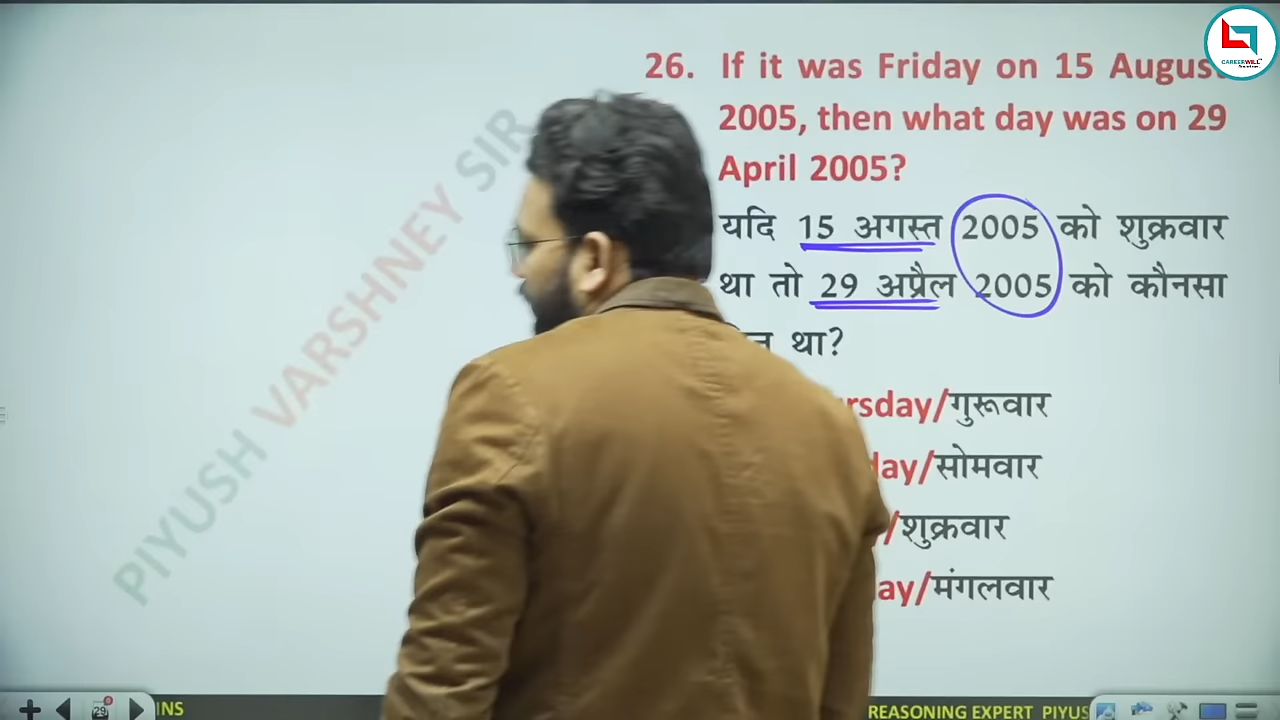 26. If it was Friday on 15 August
2005, then what day was on 29
April 2005?
यदि 15 अगस्त 2005 को शुक्रवार
था तो 29 अप्रैल 2005 को कौनसा
था?
rsday/गुरूवार
day/सोमवार
/शुक्रवार
ay/मंगलवार
PIYUSH VARSHNEY SIR
CAREERWILL
29
INS
REASONING EXPERT PIYUS